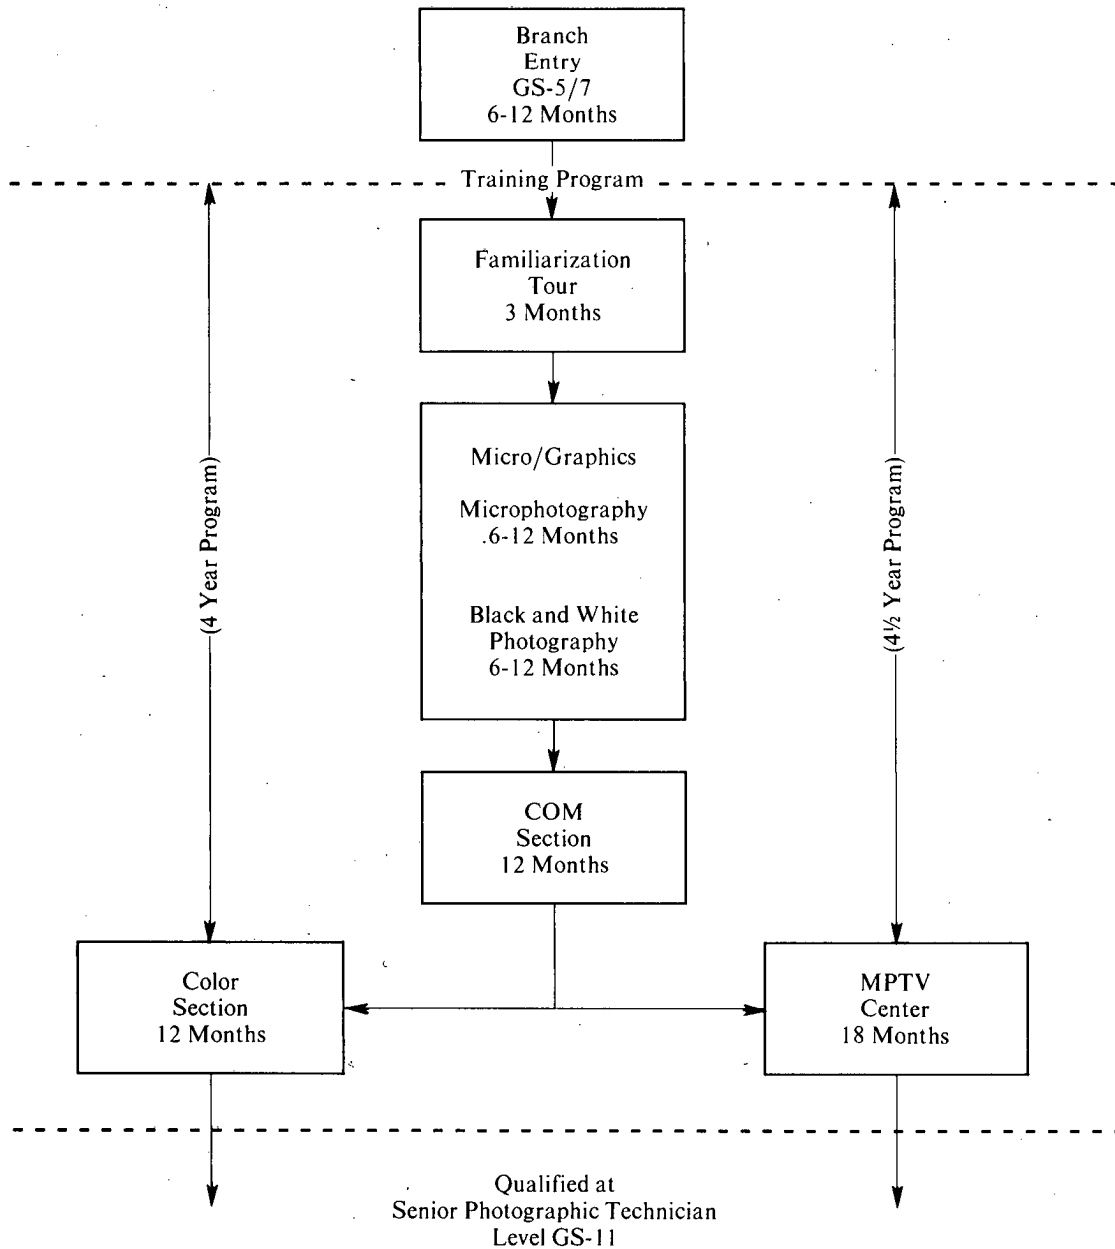 Branch
Entry
GS-5/7
6-12 Months
Training Program
Familiarization
Tour
3 Months
(4 Year Program)
Micro/Graphics
Microphotography
.6-12 Months
Black and White
Photography
6-12 Months
(4½ Year Program)
COM
Section
12 Months
Color
Section
12 Months
MPTV
Center
18 Months
Qualified at
Senior Photographic Technician
Level GS-11